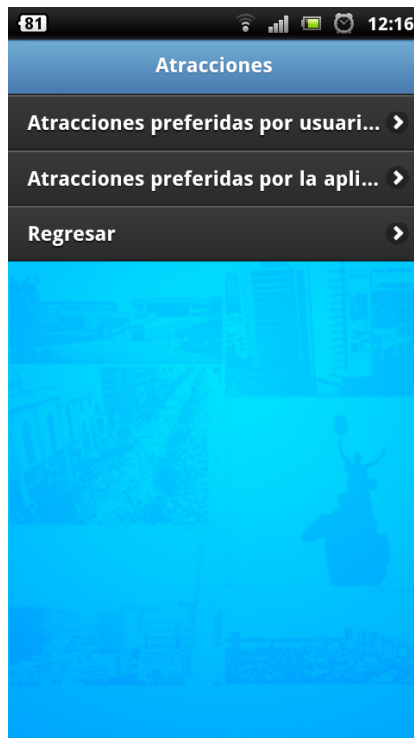 81 12:16
Atracciones
Atracciones preferidas por usuari...
Atracciones preferidas por la apli...
Regresar